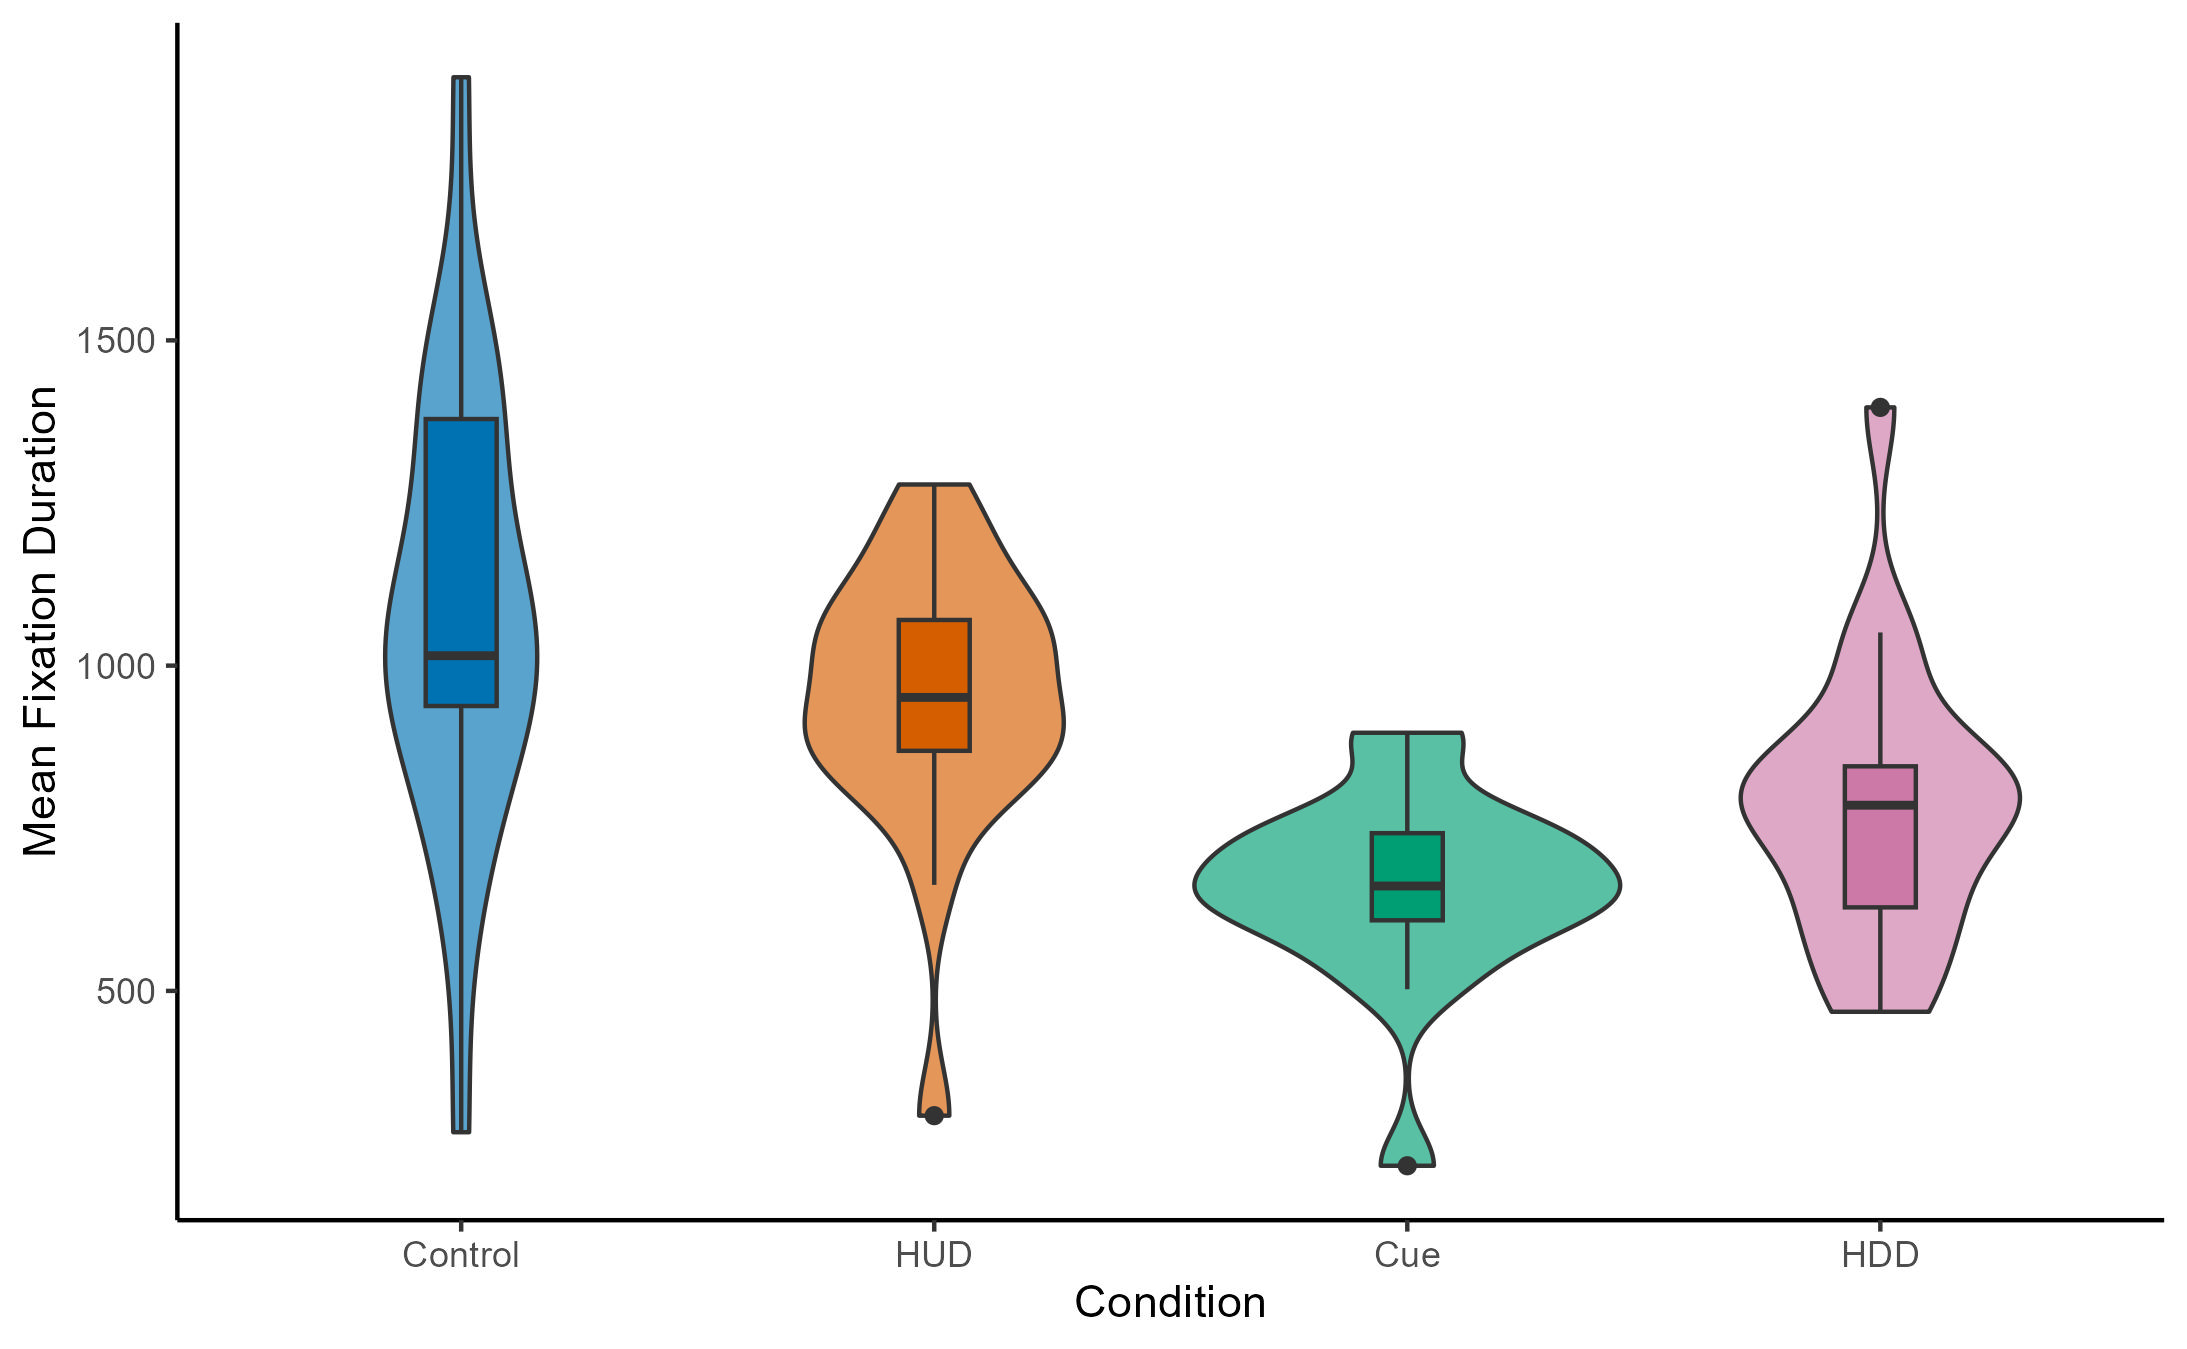 Mean Fixation Duration
1500
1000
500
Control
HUD
Cue
HDD
Condition